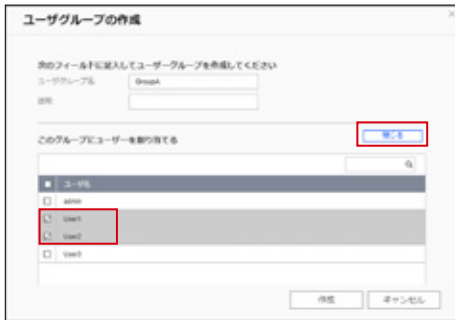 ユーザグループの作成
次のフィールドに記入してユーザーグループを作成してください
ユーザグループ名 GroupA
説明
このグループにユーザーを割り当てる 閉じる
ユーザ名
admin
User1
User2
User3
作成 キャンセル